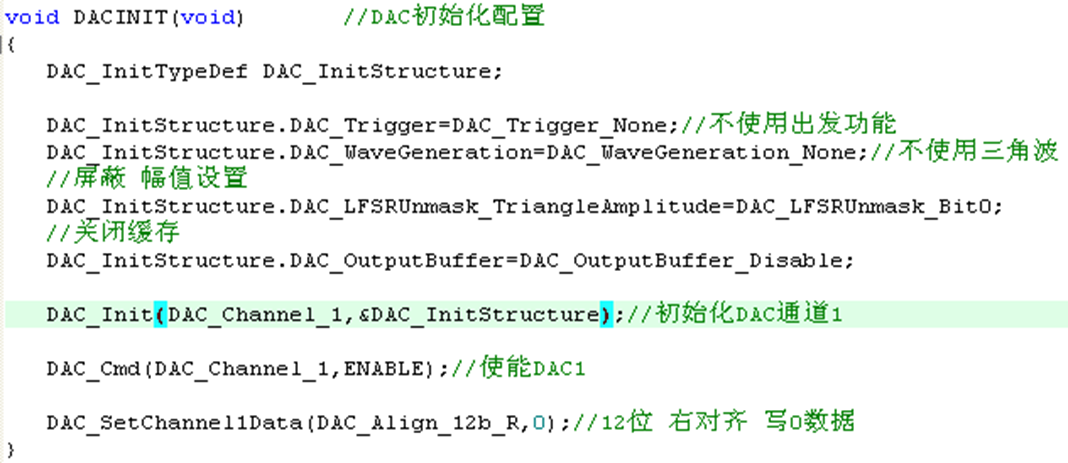 void DACINIT(void)          //DAC初始化配置
{
    DAC_InitTypeDef DAC_InitStructure;
    DAC_InitStructure.DAC_Trigger=DAC_Trigger_None;//不使用出发功能
    DAC_InitStructure.DAC_WaveGeneration=DAC_WaveGeneration_None;//不使用三角波
    //屏蔽 幅值设置
    DAC_InitStructure.DAC_LFSRUnmask_TriangleAmplitude=DAC_LFSRUnmask_Bit0;
    //关闭缓存
    DAC_InitStructure.DAC_OutputBuffer=DAC_OutputBuffer_Disable;
    DAC_Init(DAC_Channel_1,&DAC_InitStructure);//初始化DAC通道1
    DAC_Cmd(DAC_Channel_1,ENABLE);//使能DAC1
    DAC_SetChannel1Data(DAC_Align_12b_R,0);//12位 右对齐 写0数据
}